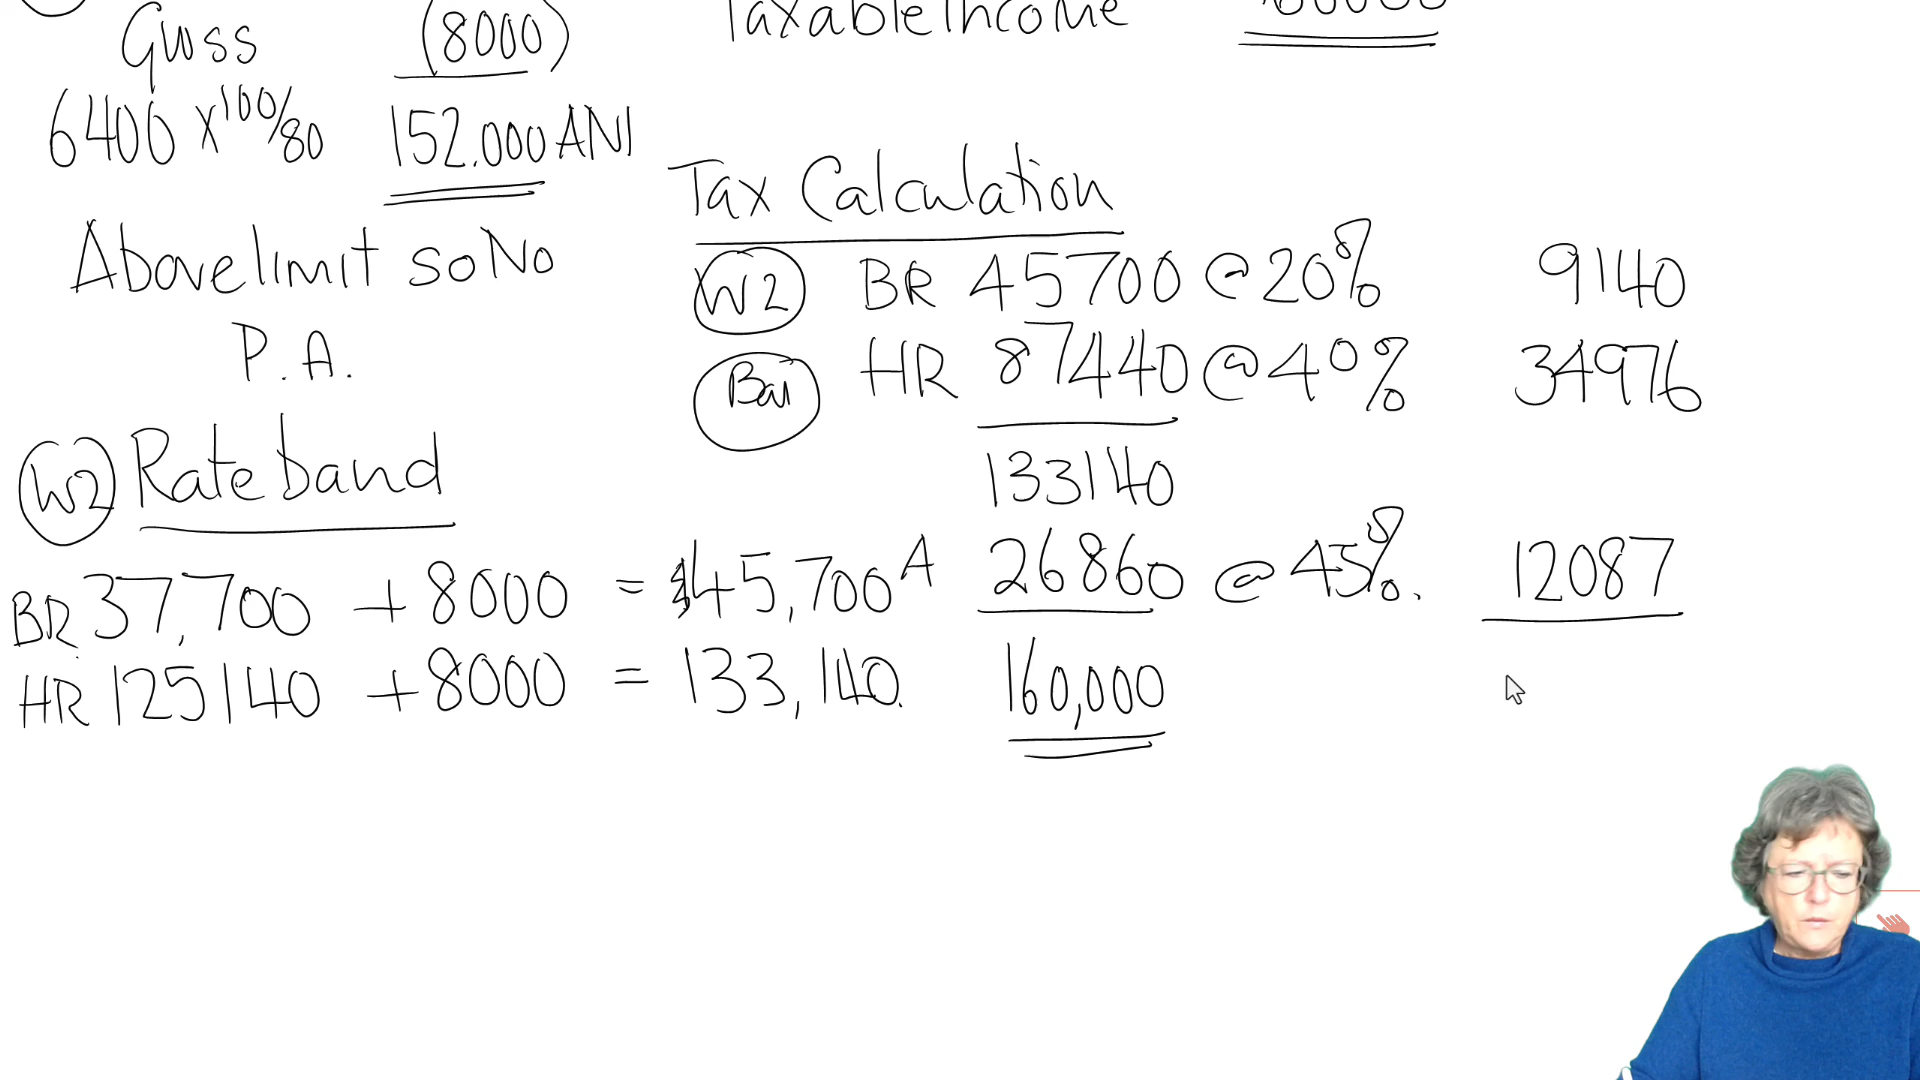 Gross (8000)
6400 x 100/80 152.000 ANI
Above limit so No
P.A.
W2 Rate band
BR 37,700 + 8000 = 45,700 A
HR 125140 + 8000 = 133,140.
Taxable Income
Tax Calculation
W2 BR 45700 @ 20% 9140
Bal HR 87440 @ 40% 34976
133140
26860 @ 45%. 12087
160,000